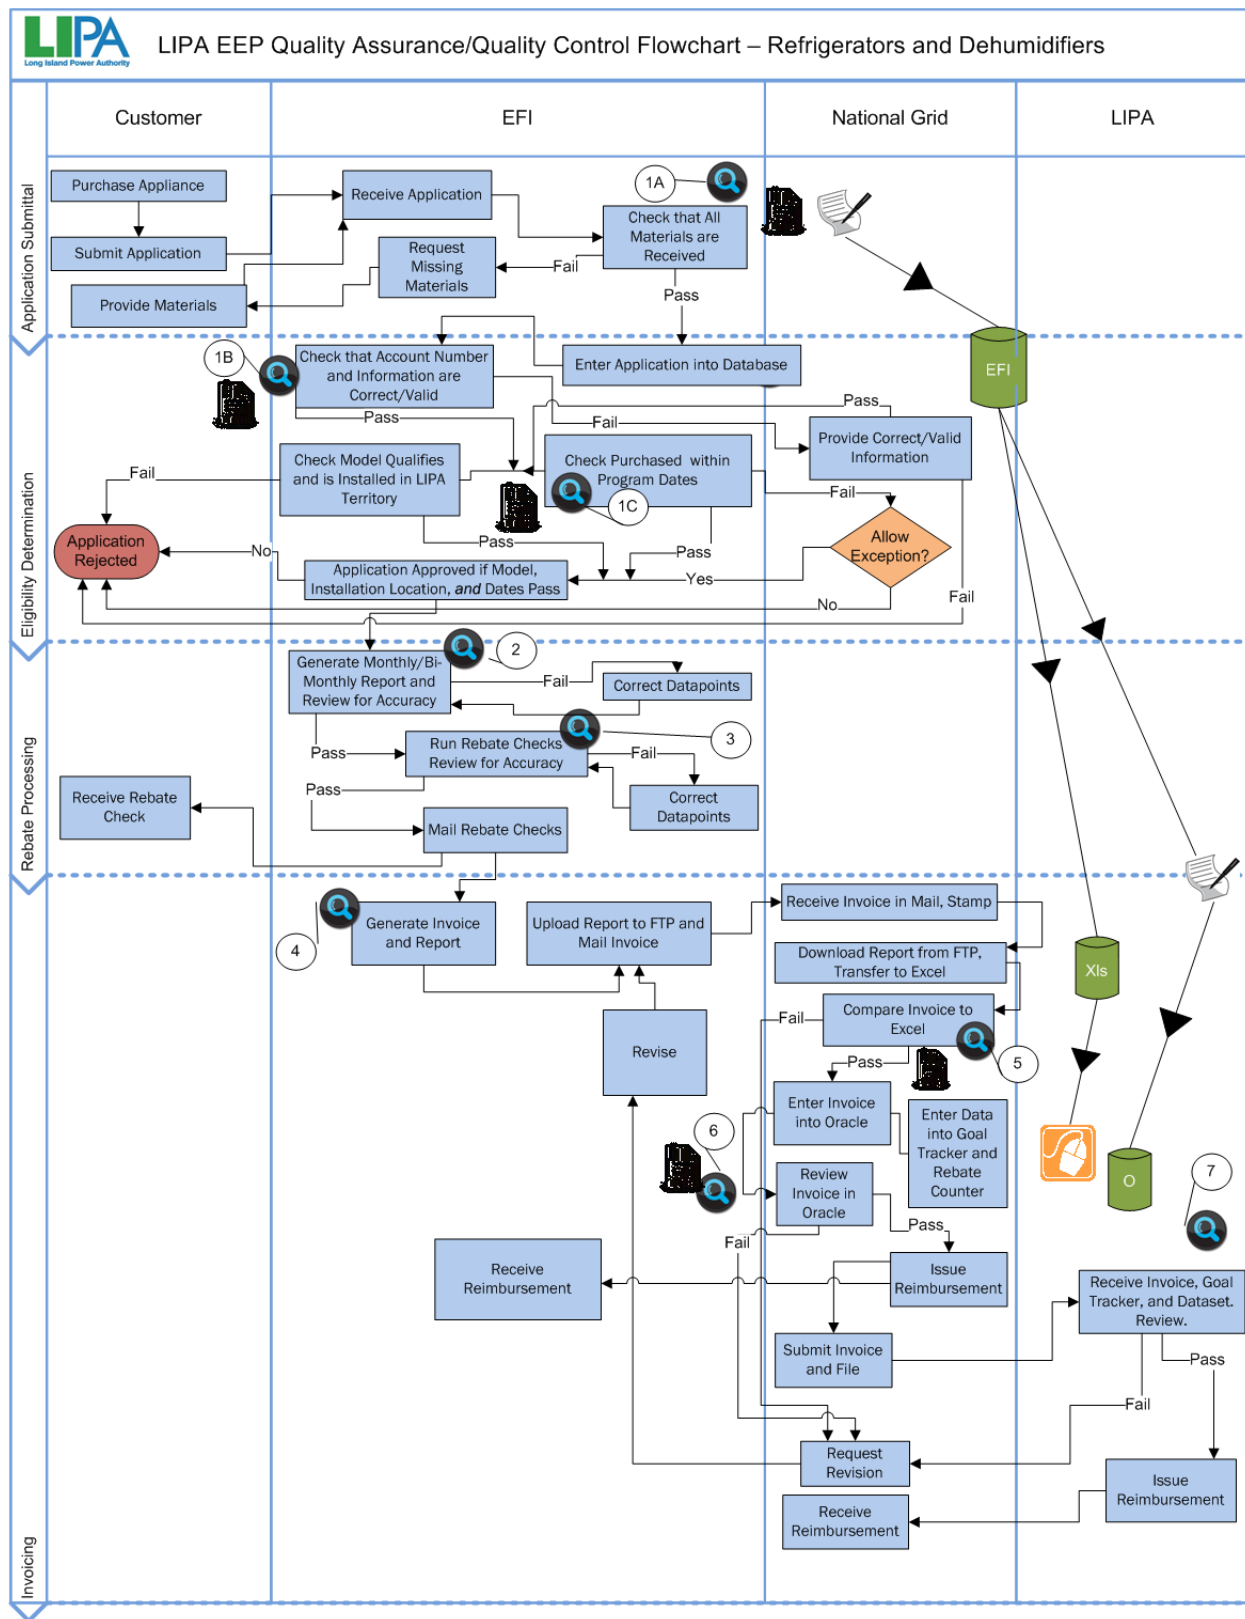 LIPA
Long Island Power Authority
LIPA EEP Quality Assurance/Quality Control Flowchart – Refrigerators and Dehumidifiers
Customer
EFI
National Grid
LIPA
Application Submittal
Purchase Appliance
Submit Application
Provide Materials
Receive Application
Request
Missing
Materials
Fail
1A
Check that All
Materials are
Received
Pass
Eligibility Determination
1B
Check that Account Number
and Information are
Correct/Valid
Enter Application into Database
EFI
Pass
Fail
Pass
Provide Correct/Valid
Information
Fail
Check Model Qualifies
and is Installed in LIPA
Territory
Check Purchased within
Program Dates
1C
Fail
Application
Rejected
No
Pass
Pass
Allow
Exception?
Application Approved if Model,
Installation Location, and Dates Pass
Yes
No
Fail
Rebate Processing
2
Generate Monthly/Bi-
Monthly Report and
Review for Accuracy
Fail
Correct Datapoints
Pass
Run Rebate Checks
Review for Accuracy
3
Fail
Pass
Correct
Datapoints
Receive Rebate
Check
Mail Rebate Checks
Invoicing
4
Generate Invoice
and Report
Upload Report to FTP and
Mail Invoice
Receive Invoice in Mail, Stamp
Download Report from FTP,
Transfer to Excel
Xls
Compare Invoice to
Excel
Fail
5
Revise
Pass
Enter Invoice
into Oracle
Enter Data
into Goal
Tracker and
Rebate
Counter
6
Review
Invoice in
Oracle
O
7
Pass
Fail
Receive
Reimbursement
Issue
Reimbursement
Receive Invoice, Goal
Tracker, and Dataset.
Review.
Submit Invoice
and File
Pass
Fail
Request
Revision
Issue
Reimbursement
Receive
Reimbursement